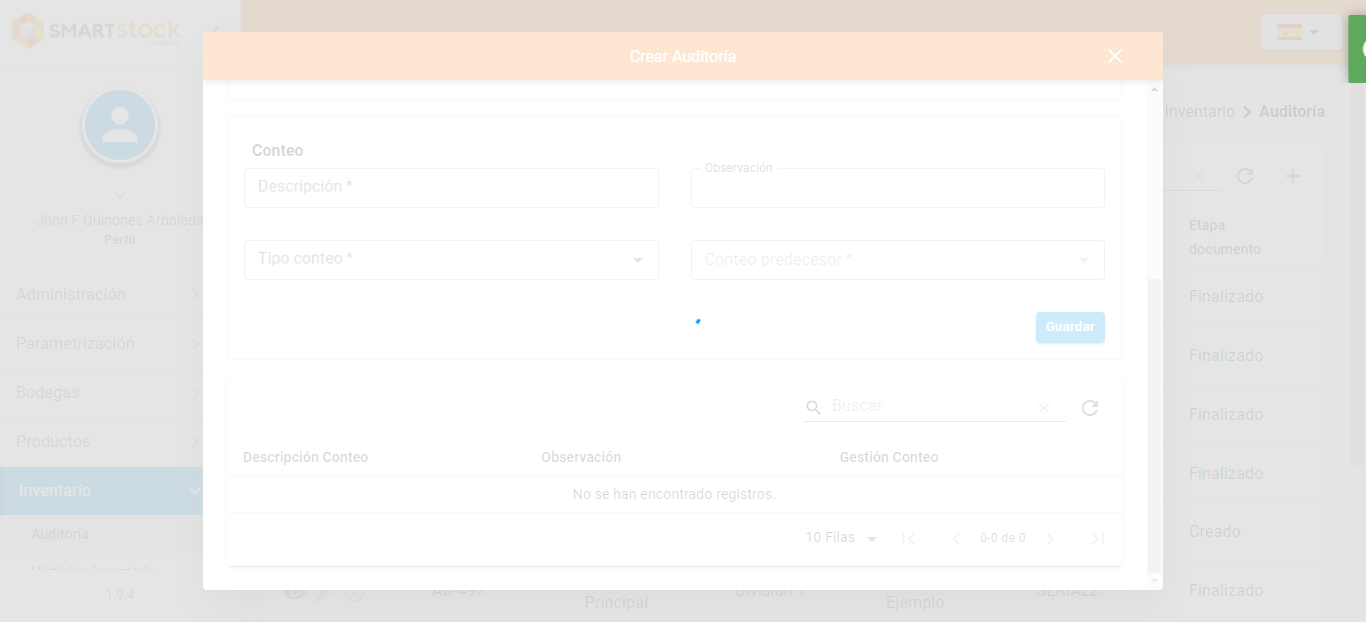 SMARTstock
Crear Auditoría
Inventario > Auditoría
Conteo
Descripción *
Observación
Jhon F Quinones Arboleda
Perfil
Etapa
documento
Tipo conteo *
Conteo predecesor *
Administración
Finalizado
Guardar
Parametrización
Finalizado
Bodegas
Buscar
Finalizado
Productos
Descripción Conteo
Observación
Gestión Conteo
Finalizado
Inventario
No se han encontrado registros.
Auditoría
10 Filas
0-0 de 0
Creado
Histórico inventario
1.9.4
AU-497
Principal
División 1
Ejemplo
SERIAL2
Finalizado